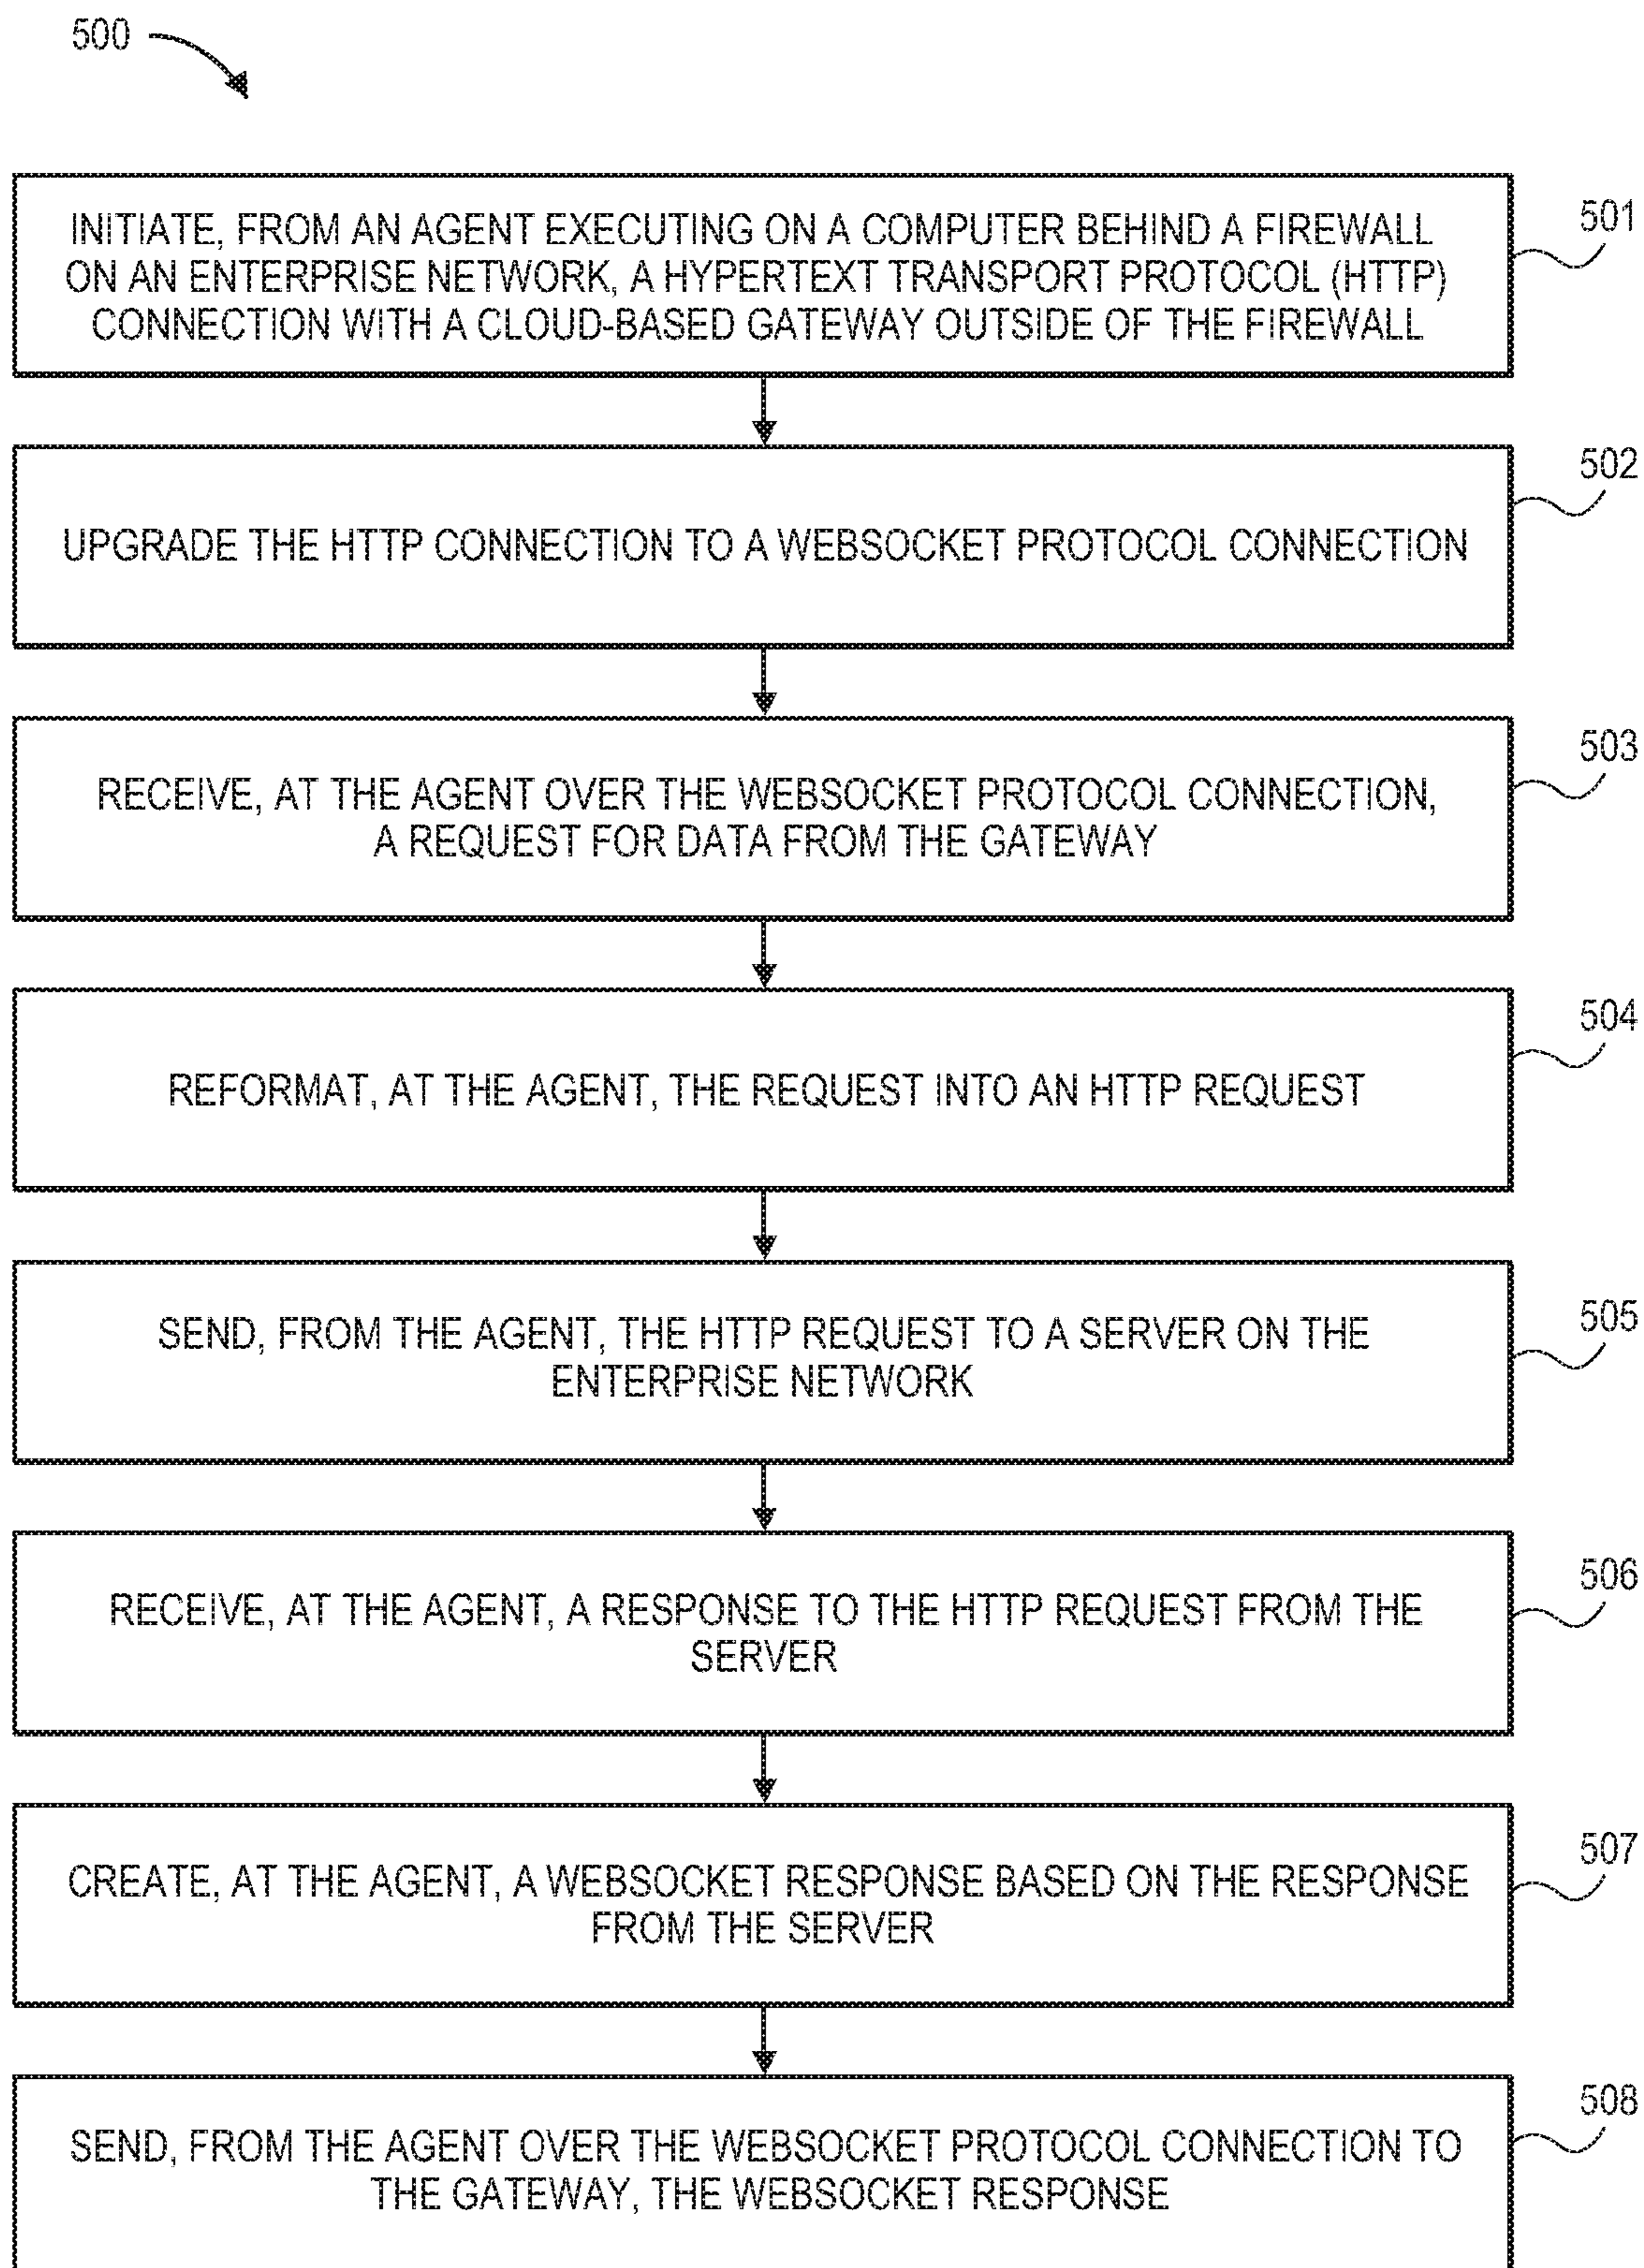 500
INITIATE, FROM AN AGENT EXECUTING ON A COMPUTER BEHIND A FIREWALL
ON AN ENTERPRISE NETWORK, A HYPERTEXT TRANSPORT PROTOCOL (HTTP)
CONNECTION WITH A CLOUD-BASED GATEWAY OUTSIDE OF THE FIREWALL
501
UPGRADE THE HTTP CONNECTION TO A WEBSOCKET PROTOCOL CONNECTION
502
RECEIVE, AT THE AGENT OVER THE WEBSOCKET PROTOCOL CONNECTION,
A REQUEST FOR DATA FROM THE GATEWAY
503
REFORMAT, AT THE AGENT, THE REQUEST INTO AN HTTP REQUEST
504
SEND, FROM THE AGENT, THE HTTP REQUEST TO A SERVER ON THE
ENTERPRISE NETWORK
505
RECEIVE, AT THE AGENT, A RESPONSE TO THE HTTP REQUEST FROM THE
SERVER
506
CREATE, AT THE AGENT, A WEBSOCKET RESPONSE BASED ON THE RESPONSE
FROM THE SERVER
507
SEND, FROM THE AGENT OVER THE WEBSOCKET PROTOCOL CONNECTION TO
THE GATEWAY, THE WEBSOCKET RESPONSE
508